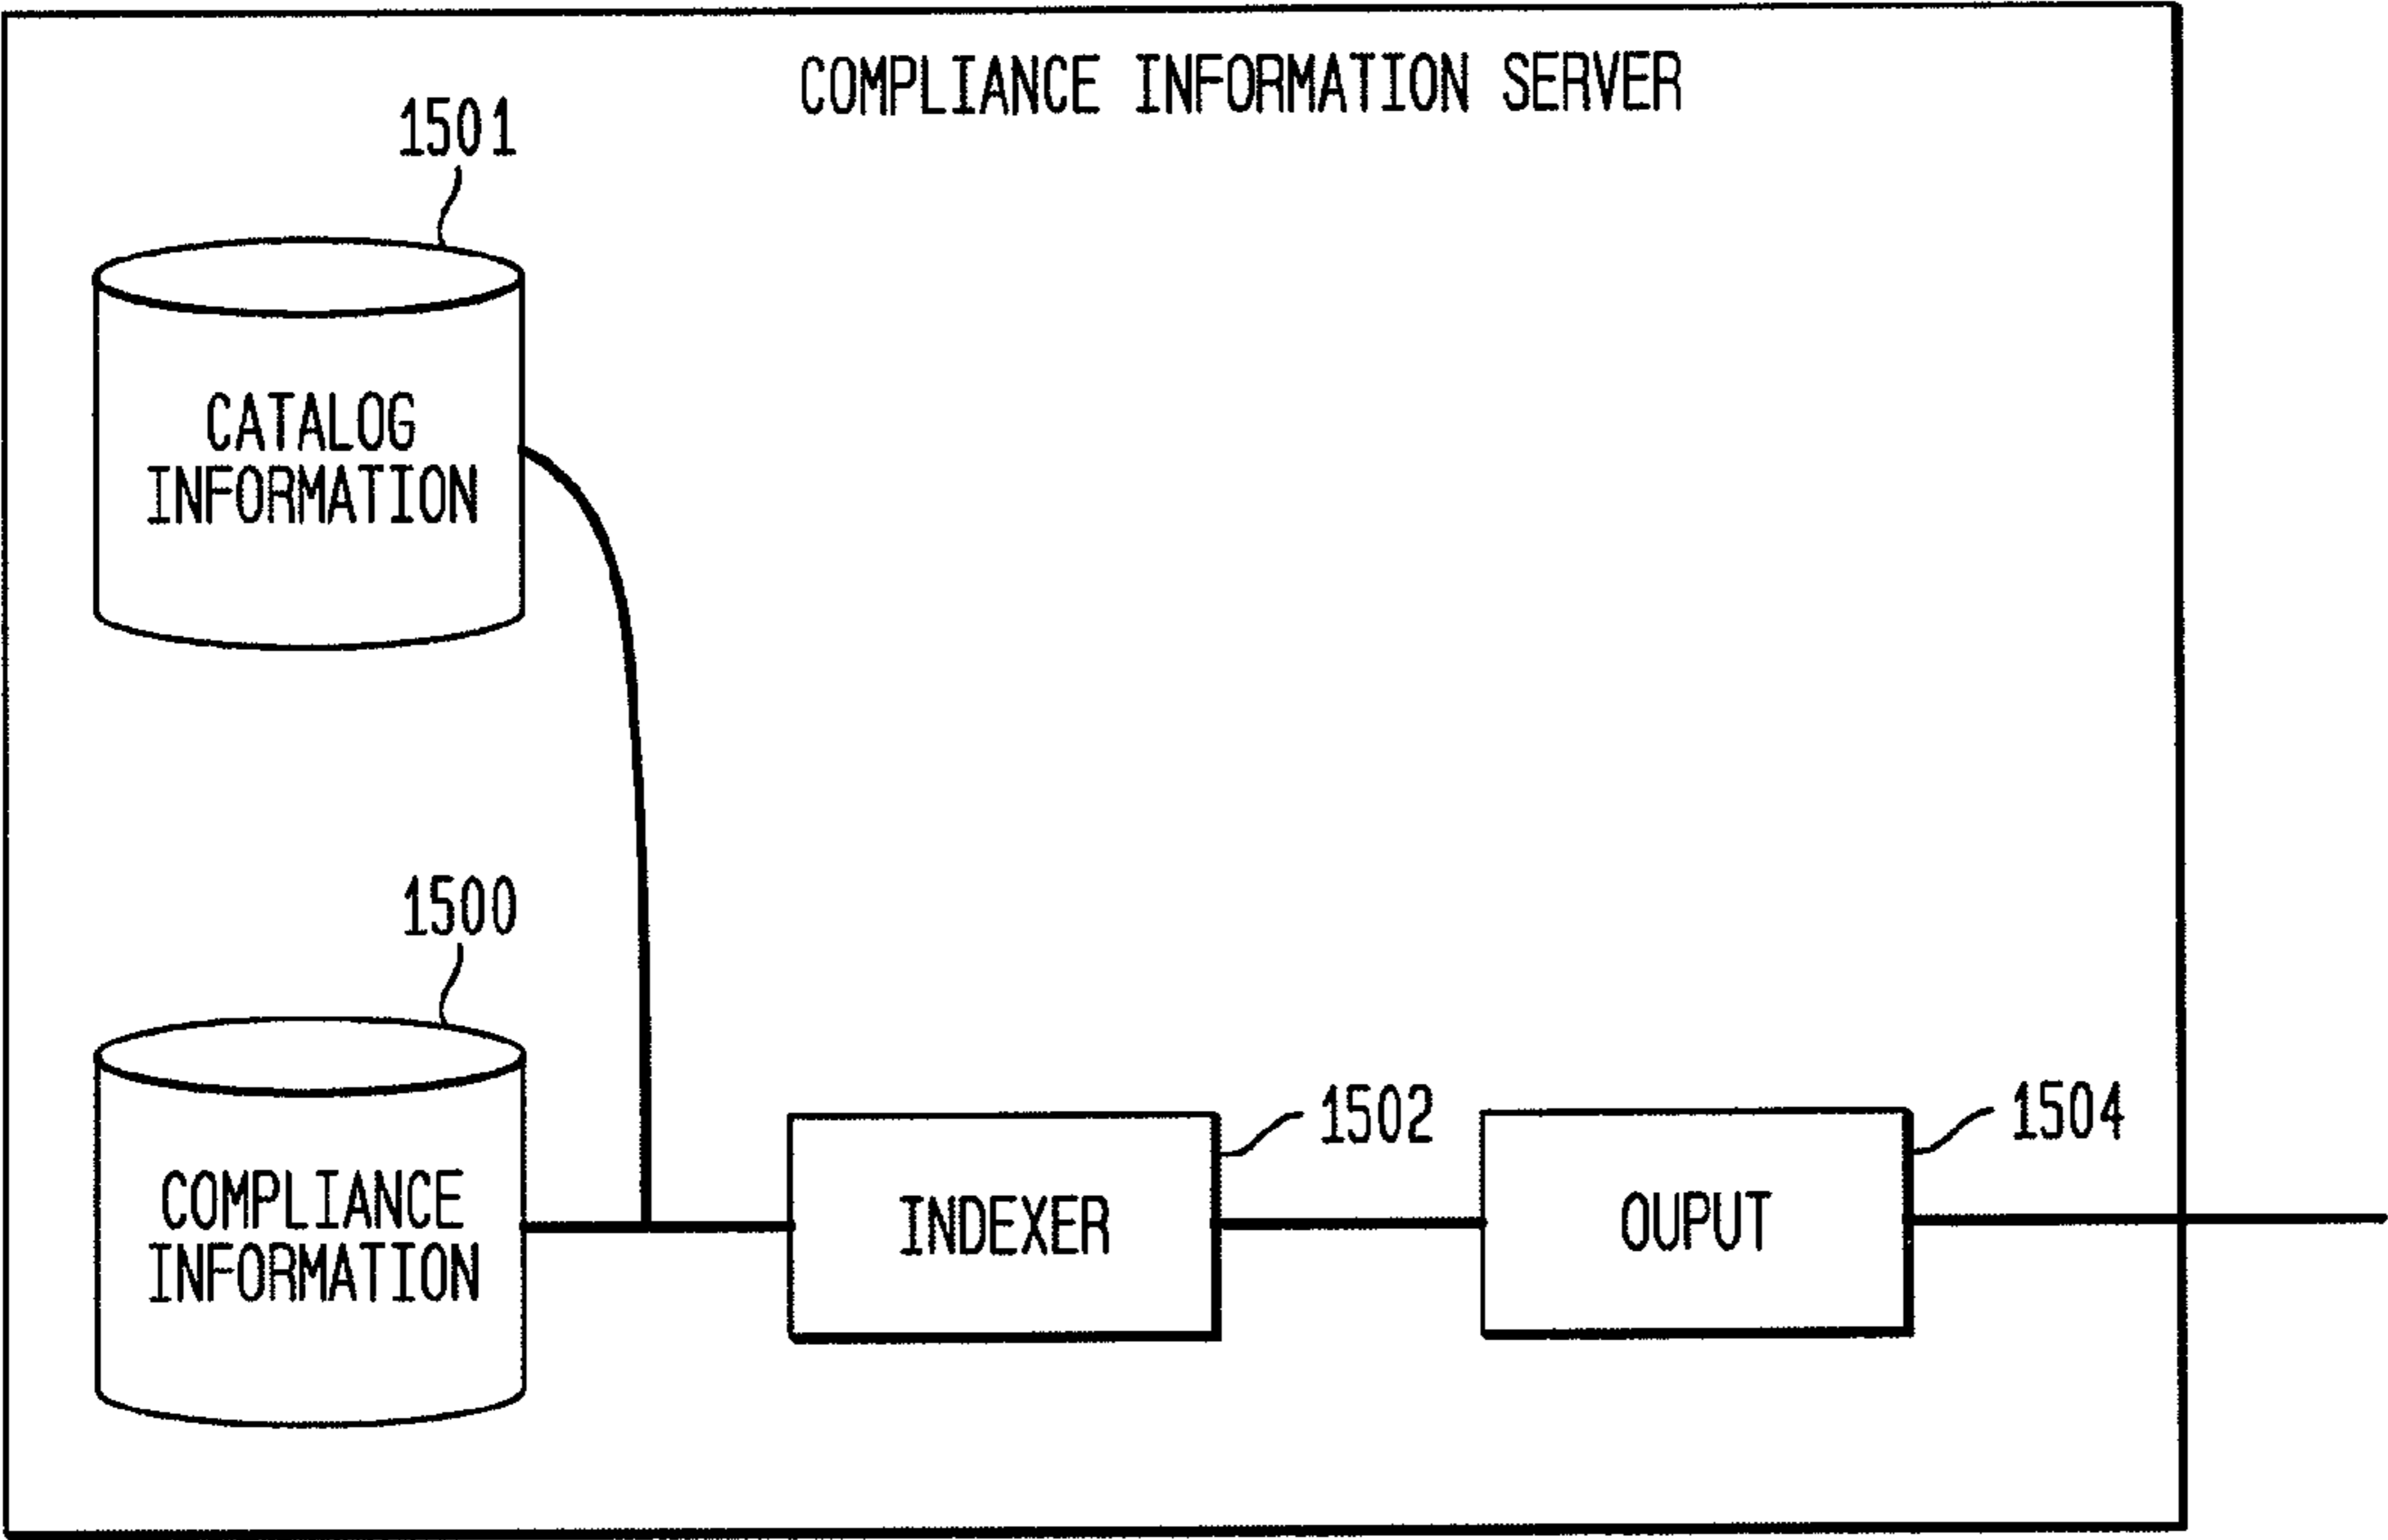 COMPLIANCE INFORMATION SERVER
1501
CATALOG
INFORMATION
1500
COMPLIANCE
INFORMATION
1502
INDEXER
1504
OUPUT